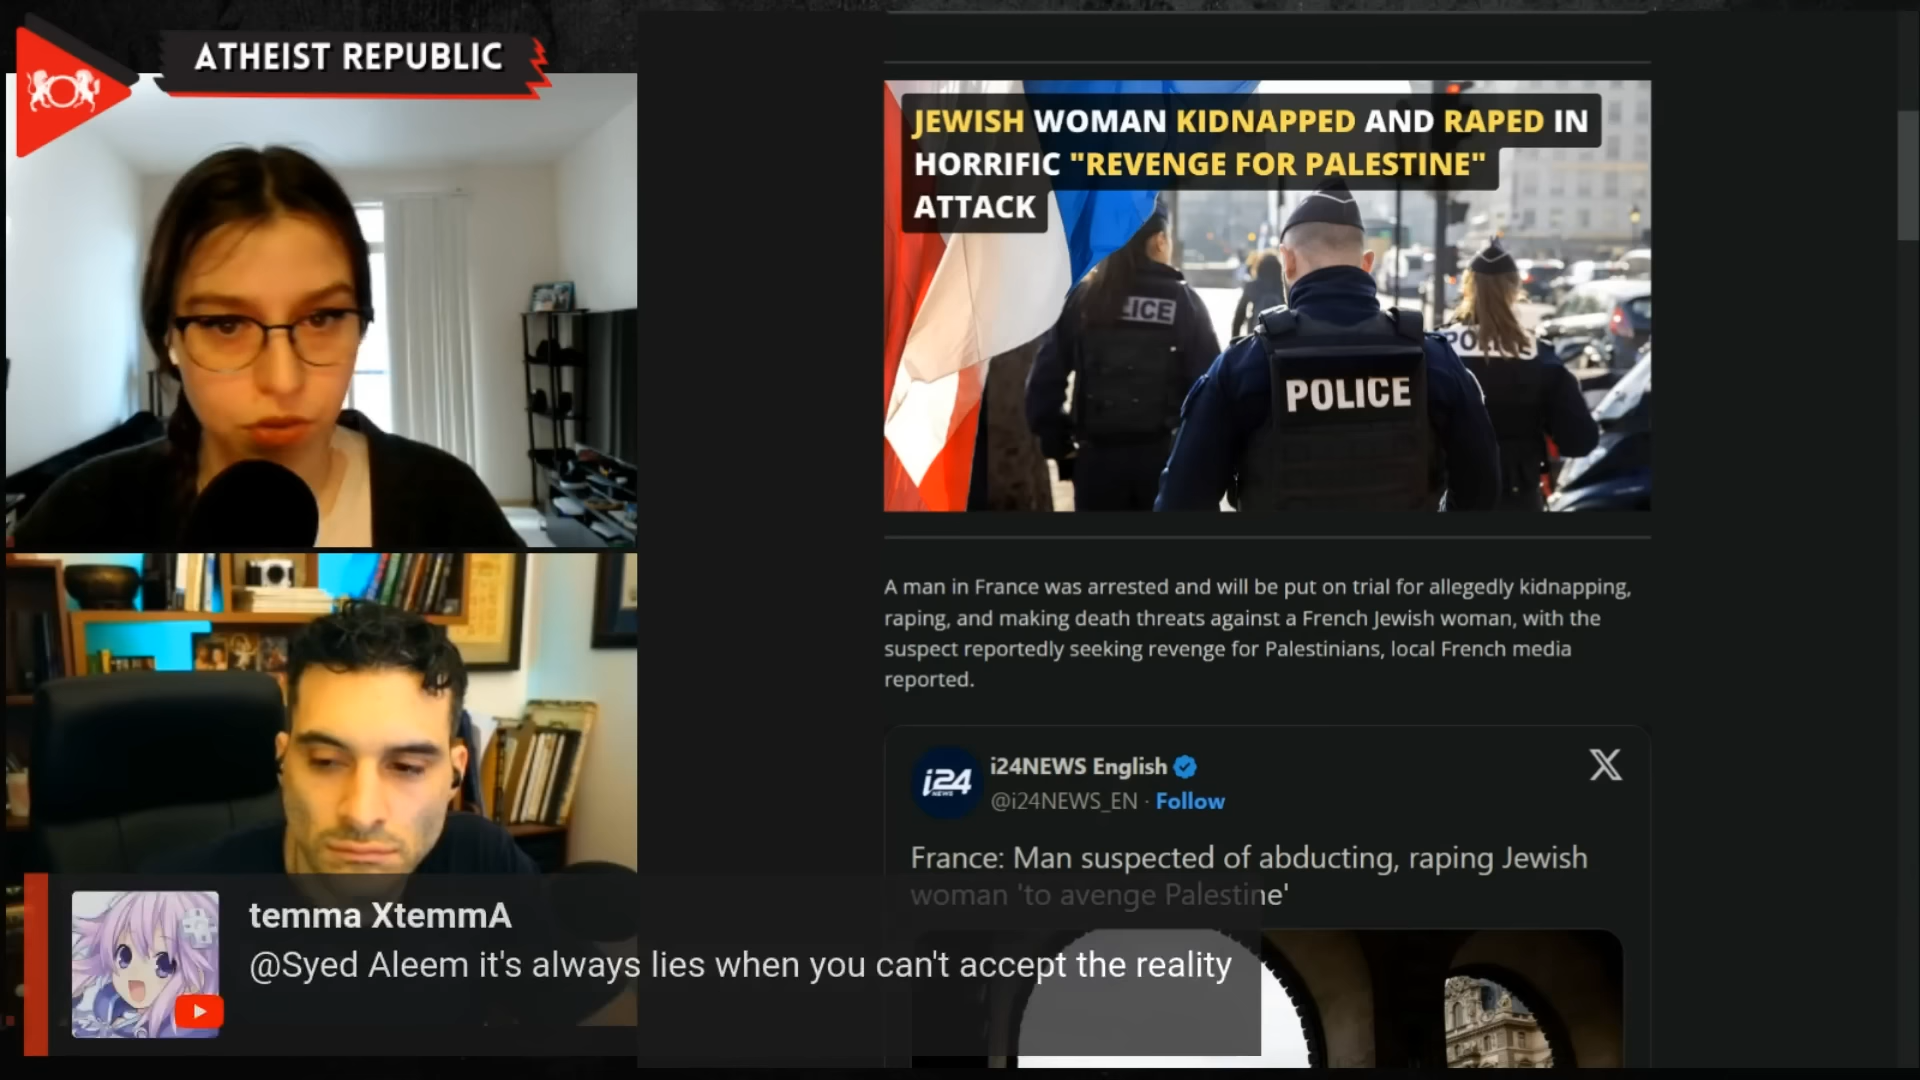 ATHEIST REPUBLIC
JEWISH WOMAN KIDNAPPED AND RAPED IN
HORRIFIC "REVENGE FOR PALESTINE"
ATTACK
LICE
POLICE
POLICE
A man in France was arrested and will be put on trial for allegedly kidnapping,
raping, and making death threats against a French Jewish woman, with the
suspect reportedly seeking revenge for Palestinians, local French media
reported.
i24
NEWS
i24NEWS English
@i24NEWS_EN · Follow
France: Man suspected of abducting, raping Jewish
woman 'to avenge Palestine'
temma XtemmA
@Syed Aleem it's always lies when you can't accept the reality